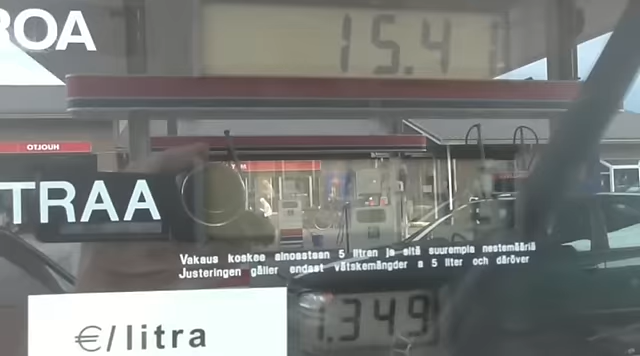 ROA
15.4
HUOLTO
TRAA
Vakaus koskee ainoastaan 5 litran ja sitä suurempia nestemääriä
Justeringen gäller endast vätskemängder a 5 liter och däröver
€/litra
1.349